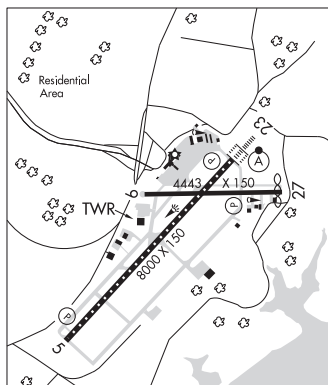 Residential
Area
23
A
P
9
4443 X 150
27
TWR
P
8000 X 150
P
5